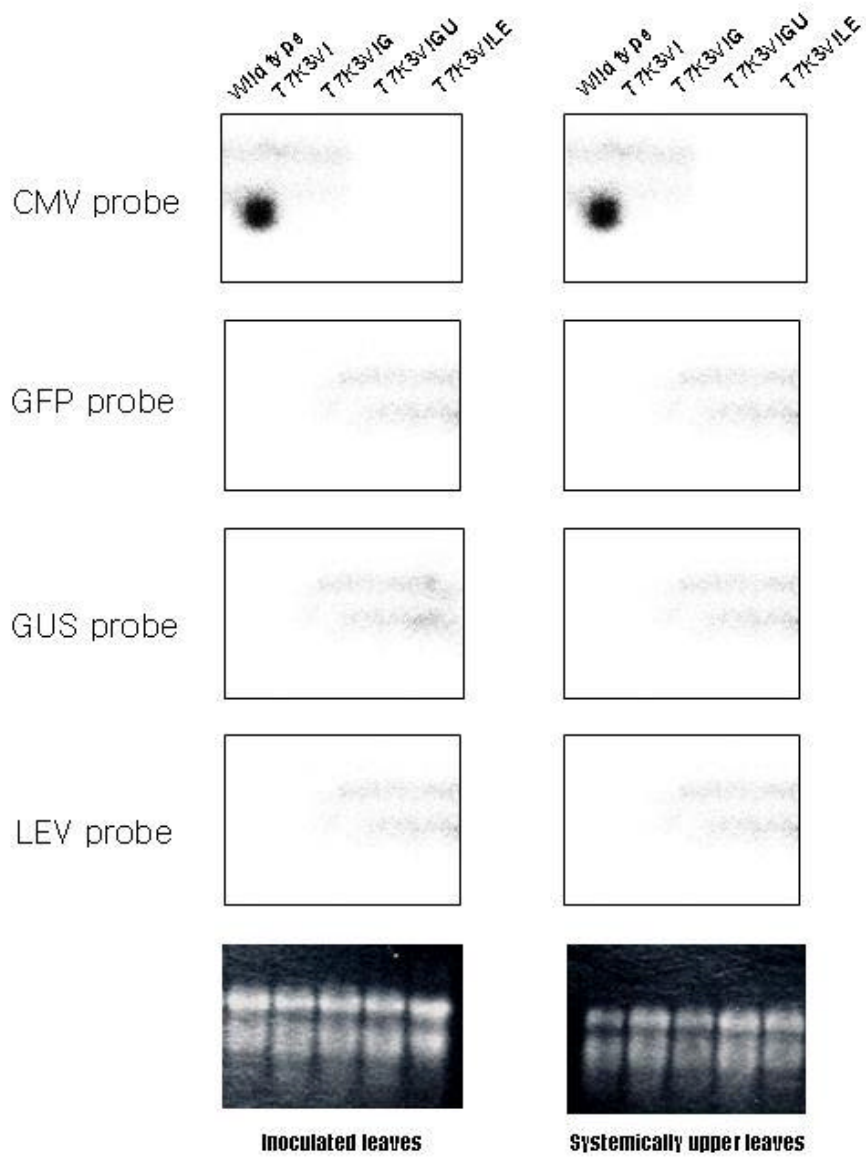 Wild type T7K3VI T7K3VIG T7K3VIGU T7K3VILE Wild type T7K3VI T7K3VIG T7K3VIGU T7K3VILE
CMV probe
GFP probe
GUS probe
LEV probe
Inoculated leaves Systemically upper leaves